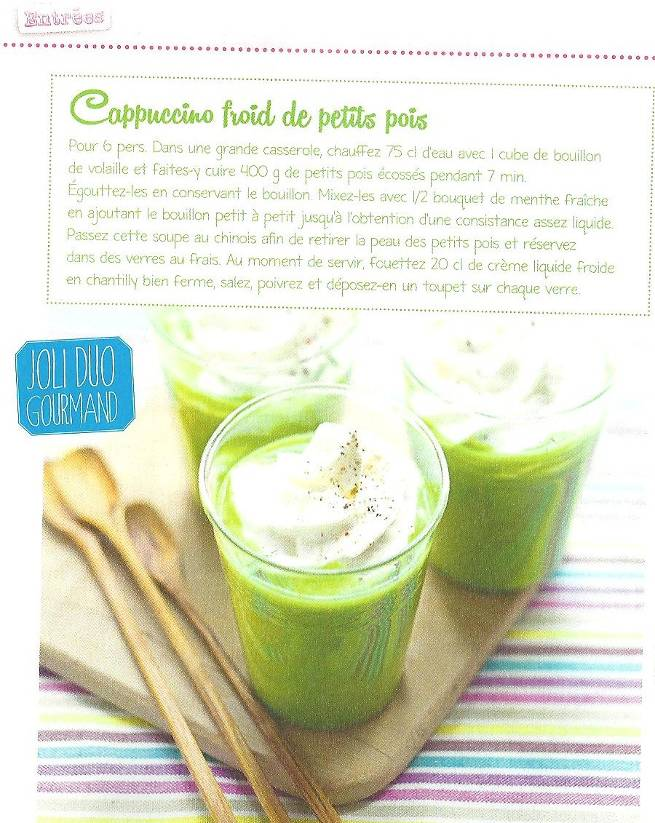 Entrées
Cappuccino froid de petits pois
Pour 6 pers. Dans une grande casserole, chauffez 75 cl d'eau avec 1 cube de bouillon
de volaille et faites-y cuire 400 g de petits pois écossés pendant 7 min.
Égouttez-les en conservant le bouillon. Mixez-les avec 1/2 bouquet de menthe fraîche
en ajoutant le bouillon petit à petit jusqu'à l'obtention d'une consistance assez liquide.
Passez cette soupe au chinois afin de retirer la peau des petits pois et réservez
dans des verres au frais. Au moment de servir, fouettez 20 cl de crème liquide froide
en chantilly bien ferme, salez, poivrez et déposez-en un toupet sur chaque verre.
JOLI DUO
GOURMAND